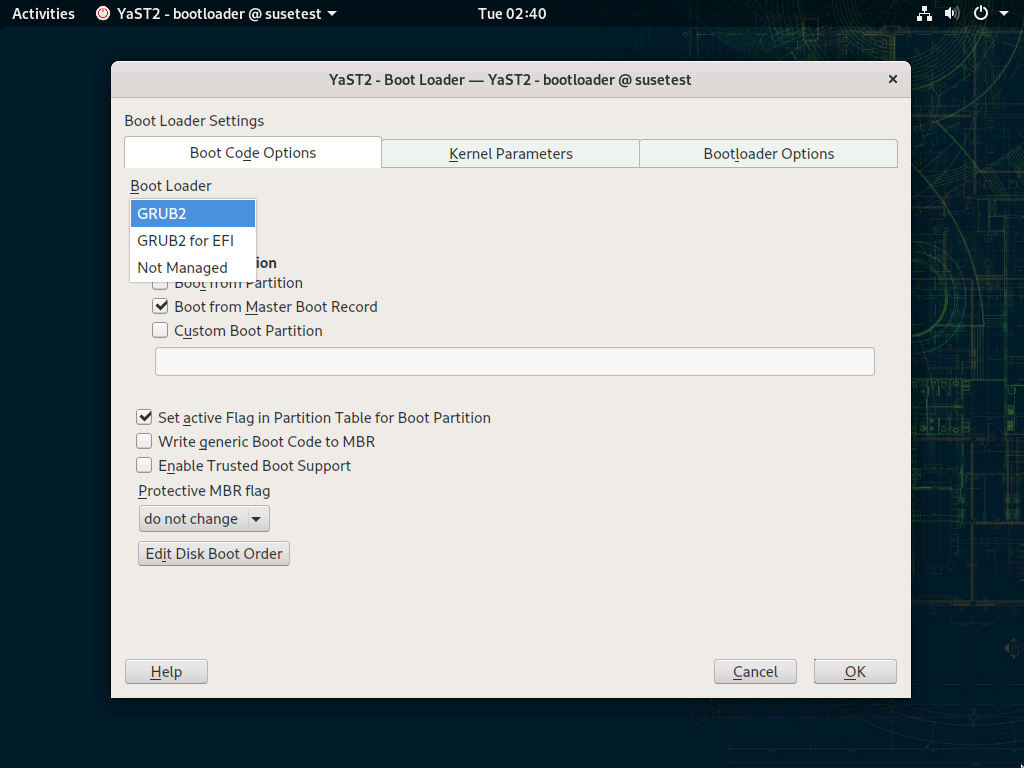 Activities YaST2 - bootloader @ susetest Tue 02:40
YaST2 - Boot Loader — YaST2 - bootloader @ susetest
Boot Loader Settings
Boot Code Options Kernel Parameters Bootloader Options
Boot Loader
GRUB2
GRUB2 for EFI
Not Managed
Boot from Partition
Boot from Master Boot Record
Custom Boot Partition
Set active Flag in Partition Table for Boot Partition
Write generic Boot Code to MBR
Enable Trusted Boot Support
Protective MBR flag
do not change
Edit Disk Boot Order
Help Cancel OK